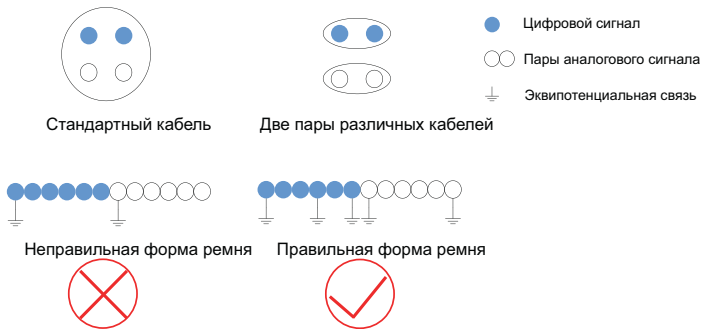 Цифровой сигнал
Пары аналогового сигнала
Эквипотенциальная связь
Стандартный кабель
Две пары различных кабелей
Неправильная форма ремня
Правильная форма ремня